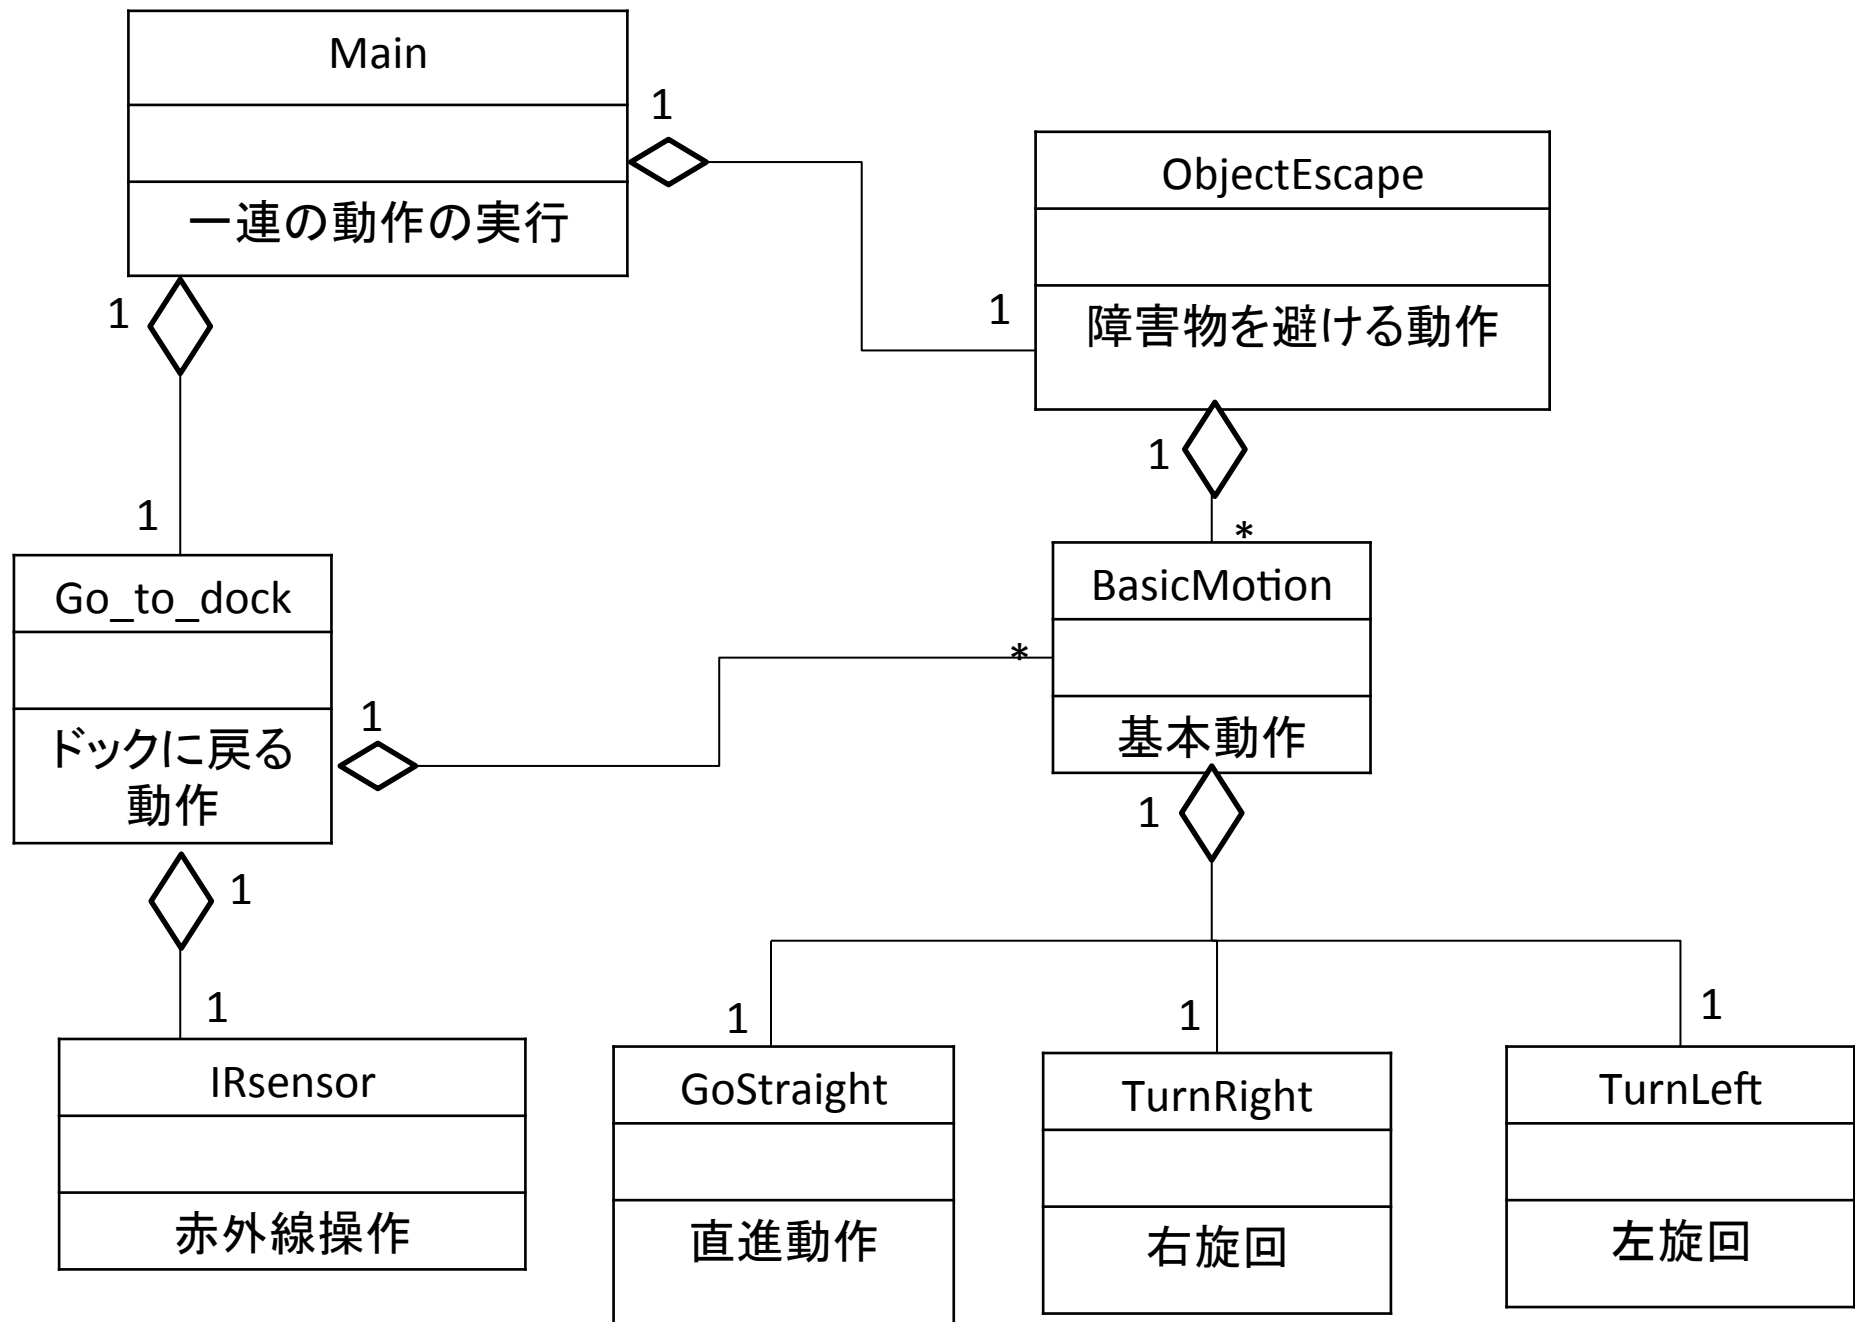 Main
一連の動作の実行
1
1
1
1
ObjectEscape
障害物を避ける動作
1
*
Go_to_dock
ドックに戻る
動作
1
*
1
1
BasicMotion
基本動作
1
1
1
1
IRsensor
赤外線操作
GoStraight
直進動作
TurnRight
右旋回
TurnLeft
左旋回